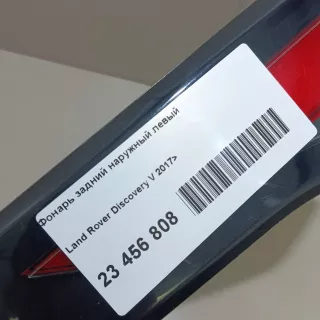 Фонарь задний наружный левый
Land Rover Discovery V 2017>
23 456 808